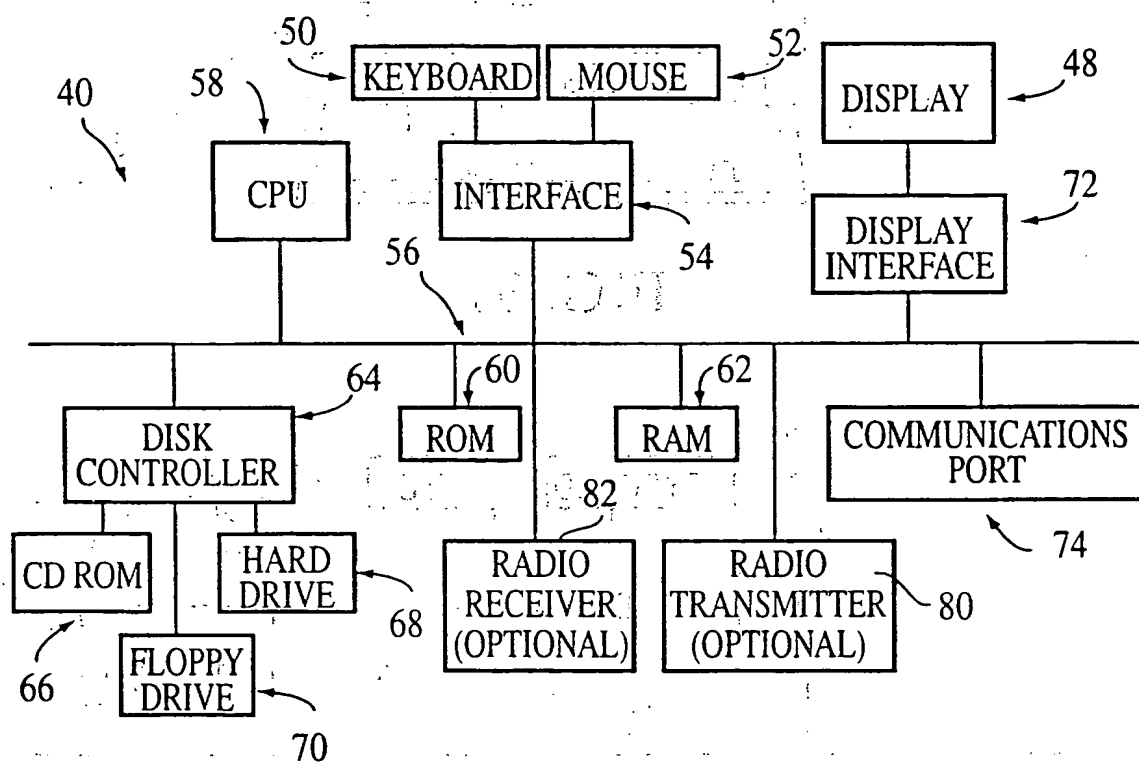 50
KEYBOARD
MOUSE
52
40
58
DISPLAY
48
CPU
INTERFACE
54
72
DISPLAY
INTERFACE
56
64
60
62
DISK
CONTROLLER
ROM
RAM
COMMUNICATIONS
PORT
74
CD ROM
66
HARD
DRIVE
68
FLOPPY
DRIVE
70
82
RADIO
RECEIVER
(OPTIONAL)
RADIO
TRANSMITTER
(OPTIONAL)
80